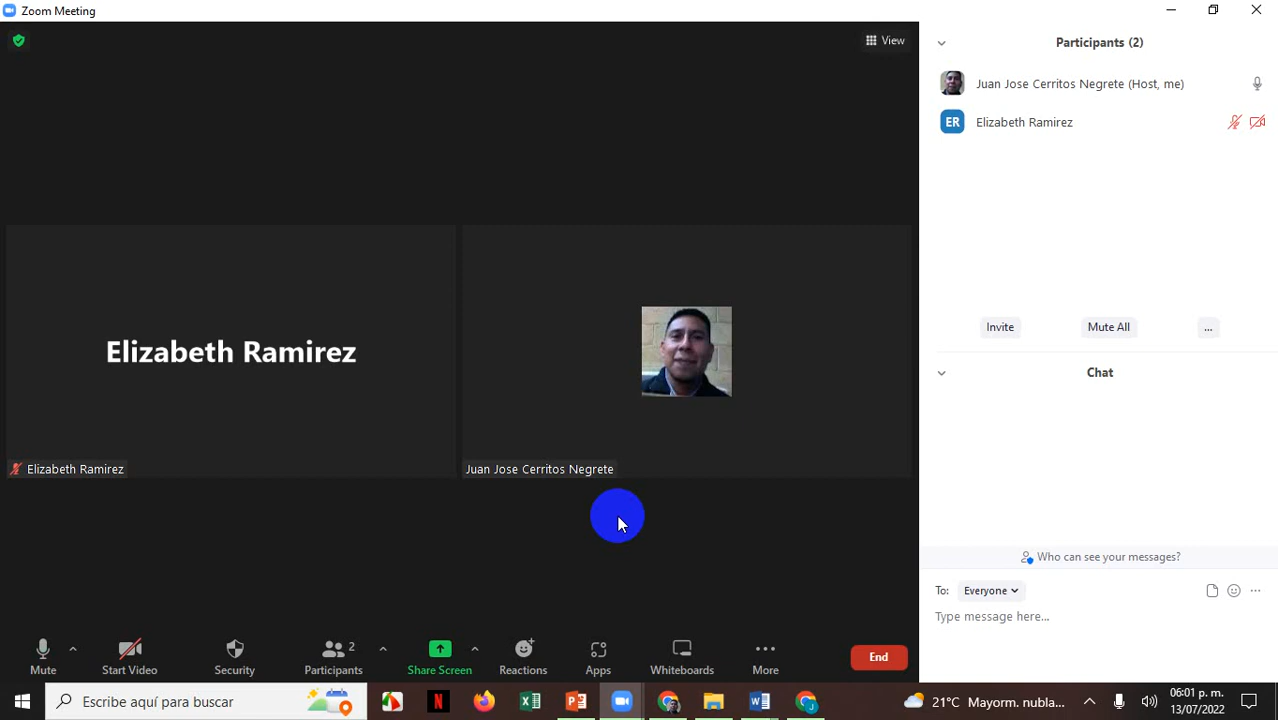 Zoom Meeting
View
Participants (2)
Juan Jose Cerritos Negrete (Host, me)
ER Elizabeth Ramirez
Elizabeth Ramirez
Elizabeth Ramirez
Juan Jose Cerritos Negrete
Invite
Mute All
...
Chat
Who can see your messages?
To: Everyone
Type message here...
Mute
Start Video
Security
Participants 2
Share Screen
Reactions
Apps
Whiteboards
More
End
Escribe aquí para buscar
21°C Mayorm. nubla...
06:01 p. m.
13/07/2022